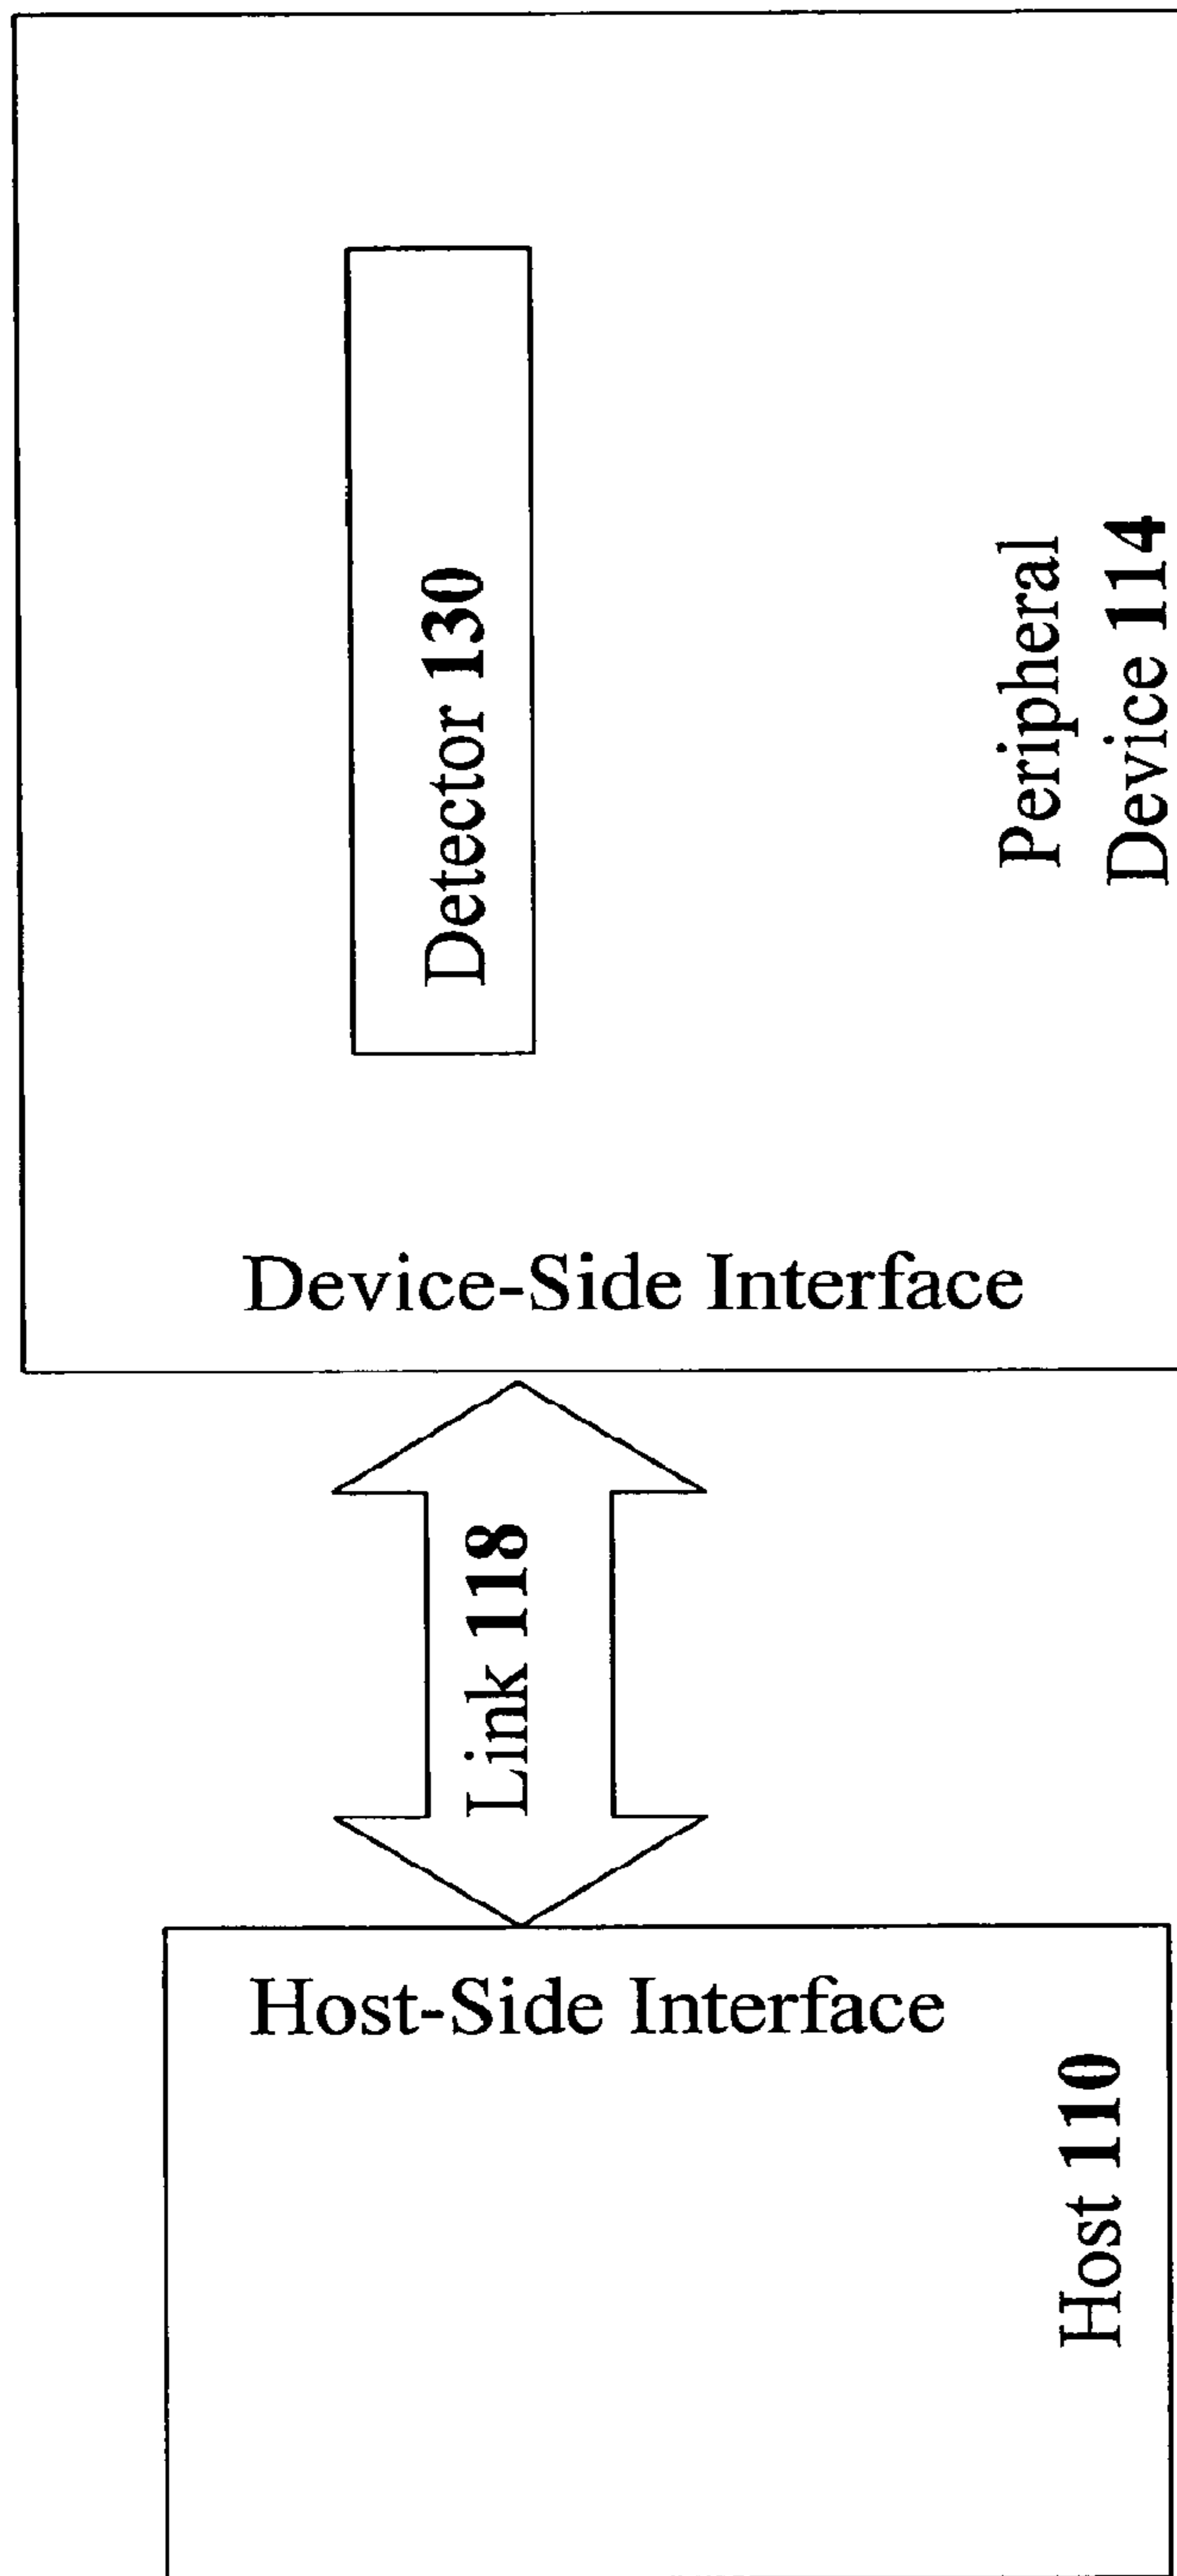 Detector 130
Peripheral
Device 114
Device-Side Interface
Link 118
Host-Side Interface
Host 110